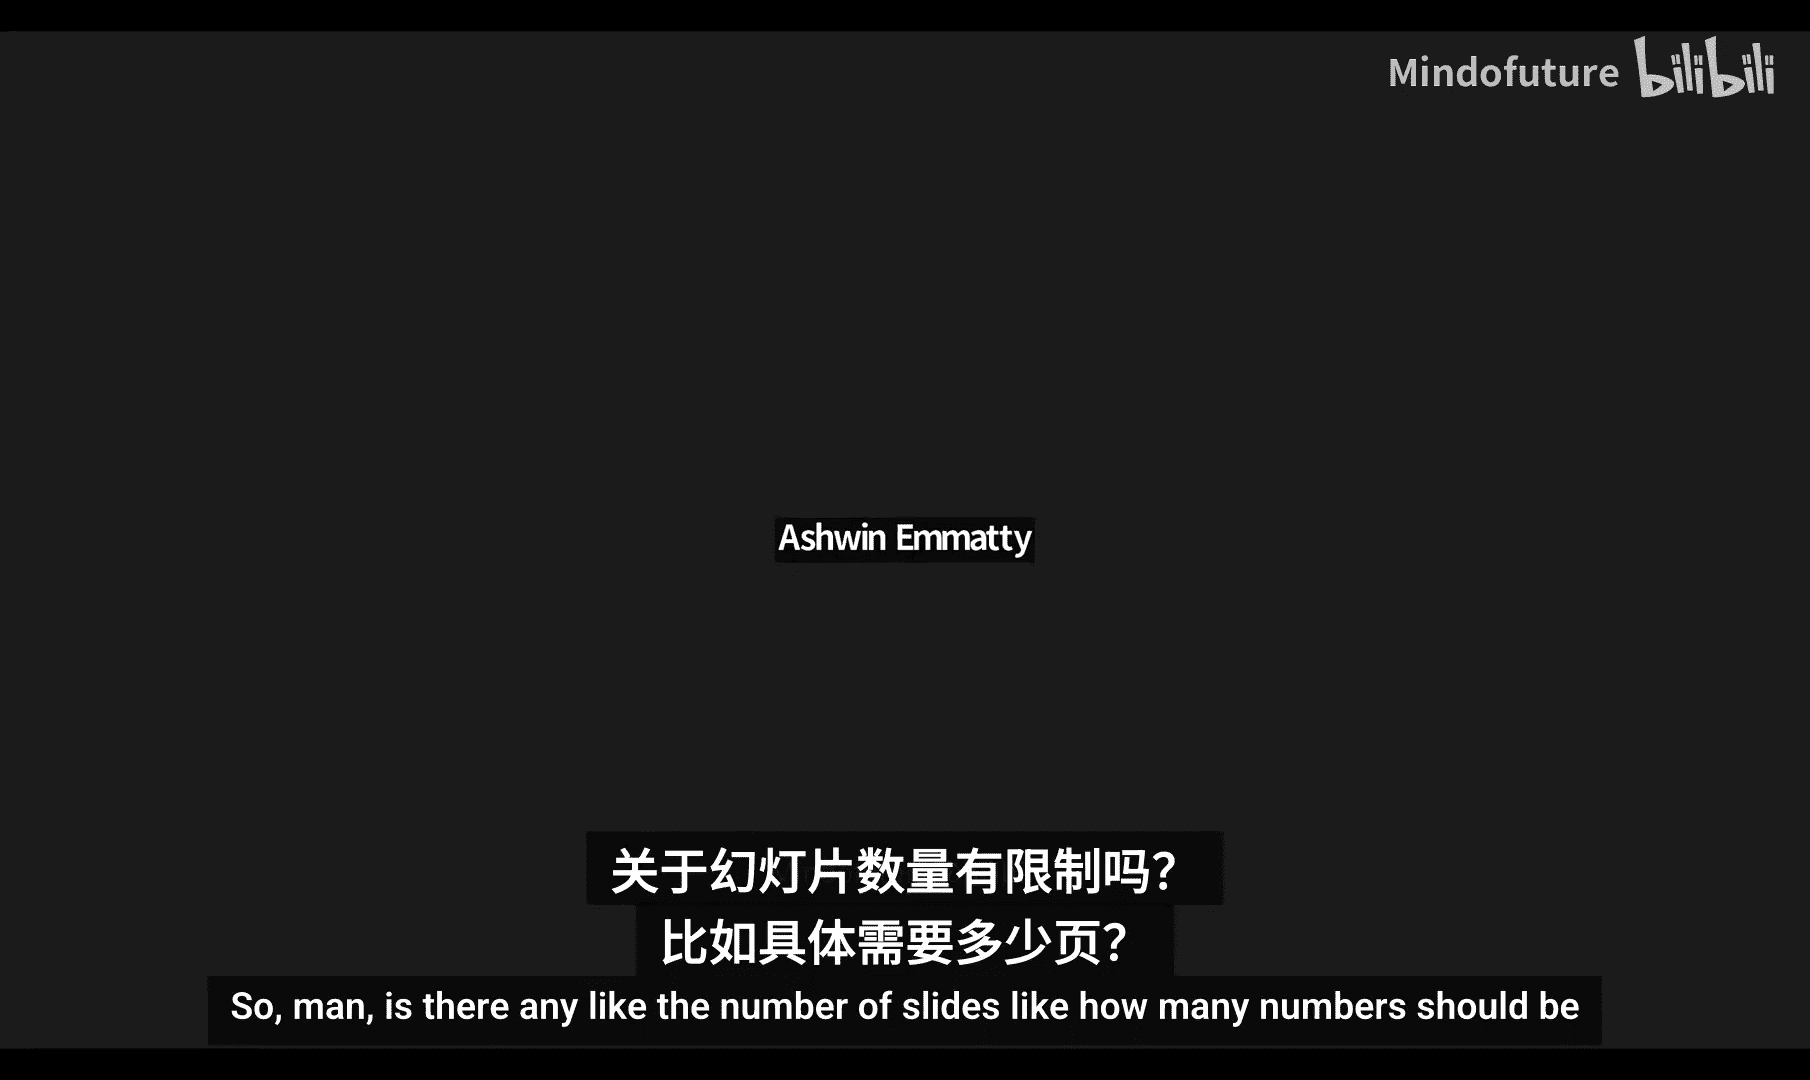 Mindofuture bilibili
Ashwin Emmatty
关于幻灯片数量有限制吗？
比如具体需要多少页？
So, man, is there any like the number of slides like how many numbers should be